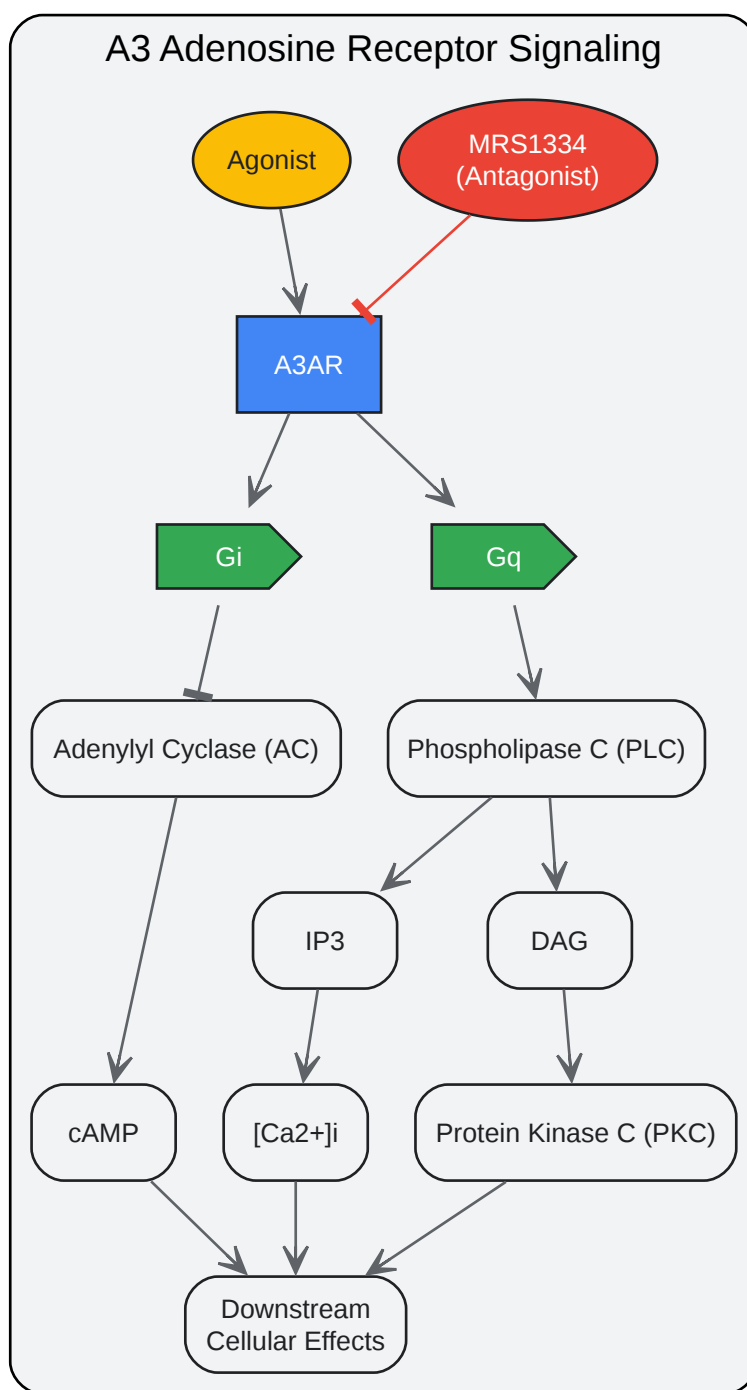 A3 Adenosine Receptor Signaling
Agonist
MRS1334
(Antagonist)
A3AR
Gi
Gq
Adenylyl Cyclase (AC)
Phospholipase C (PLC)
IP3
DAG
cAMP
[Ca2+]i
Protein Kinase C (PKC)
Downstream
Cellular Effects